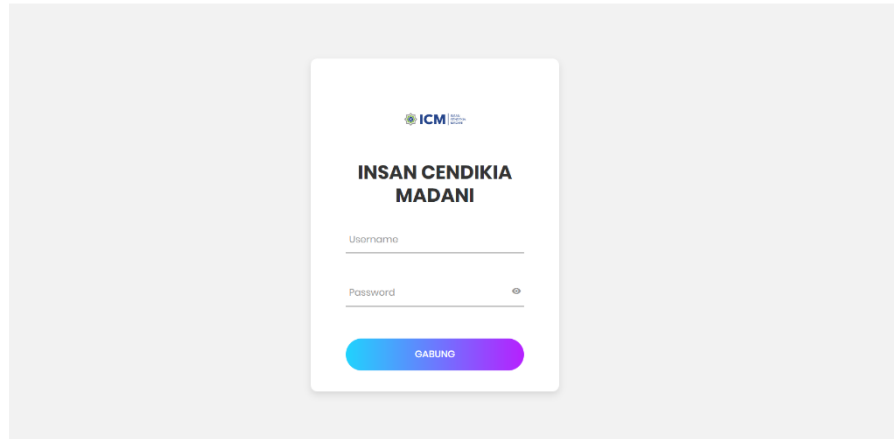 ICM
INSAN CENDIKIA
MADANI
Username
Password
GABUNG